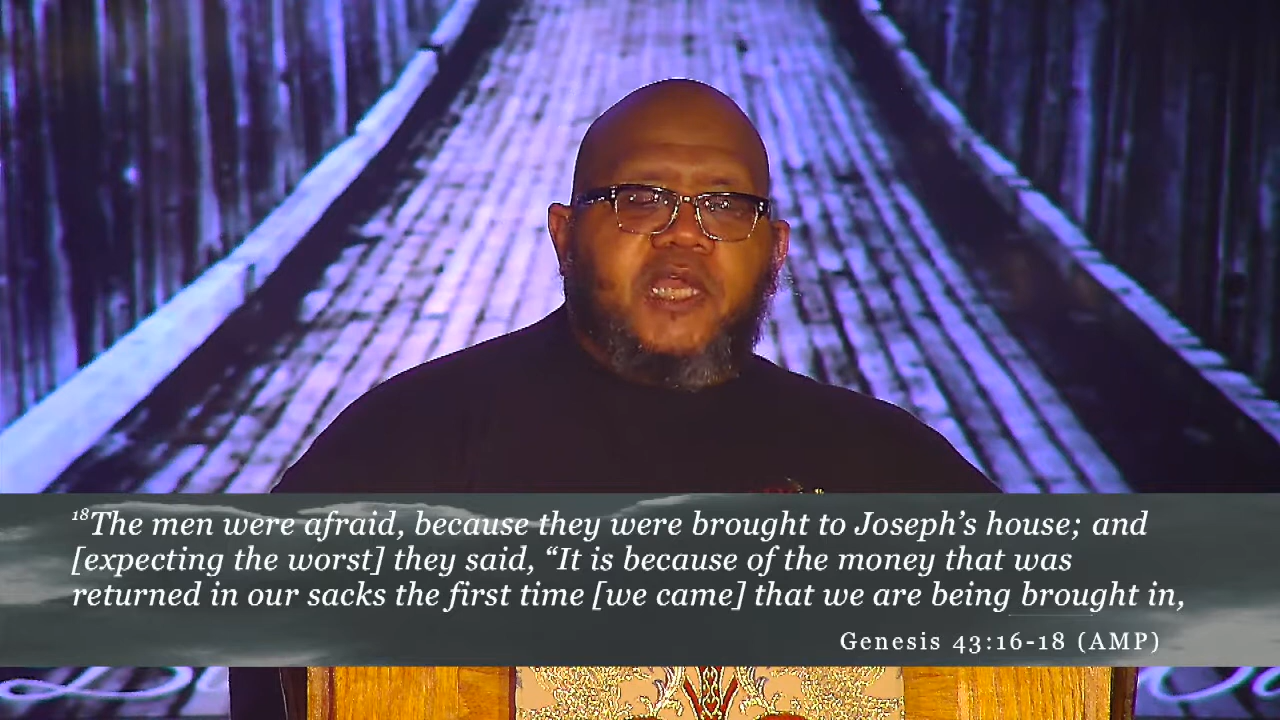 ¹⁸The men were afraid, because they were brought to Joseph’s house; and
[expecting the worst] they said, “It is because of the money that was
returned in our sacks the first time [we came] that we are being brought in,
Genesis 43:16-18 (AMP)